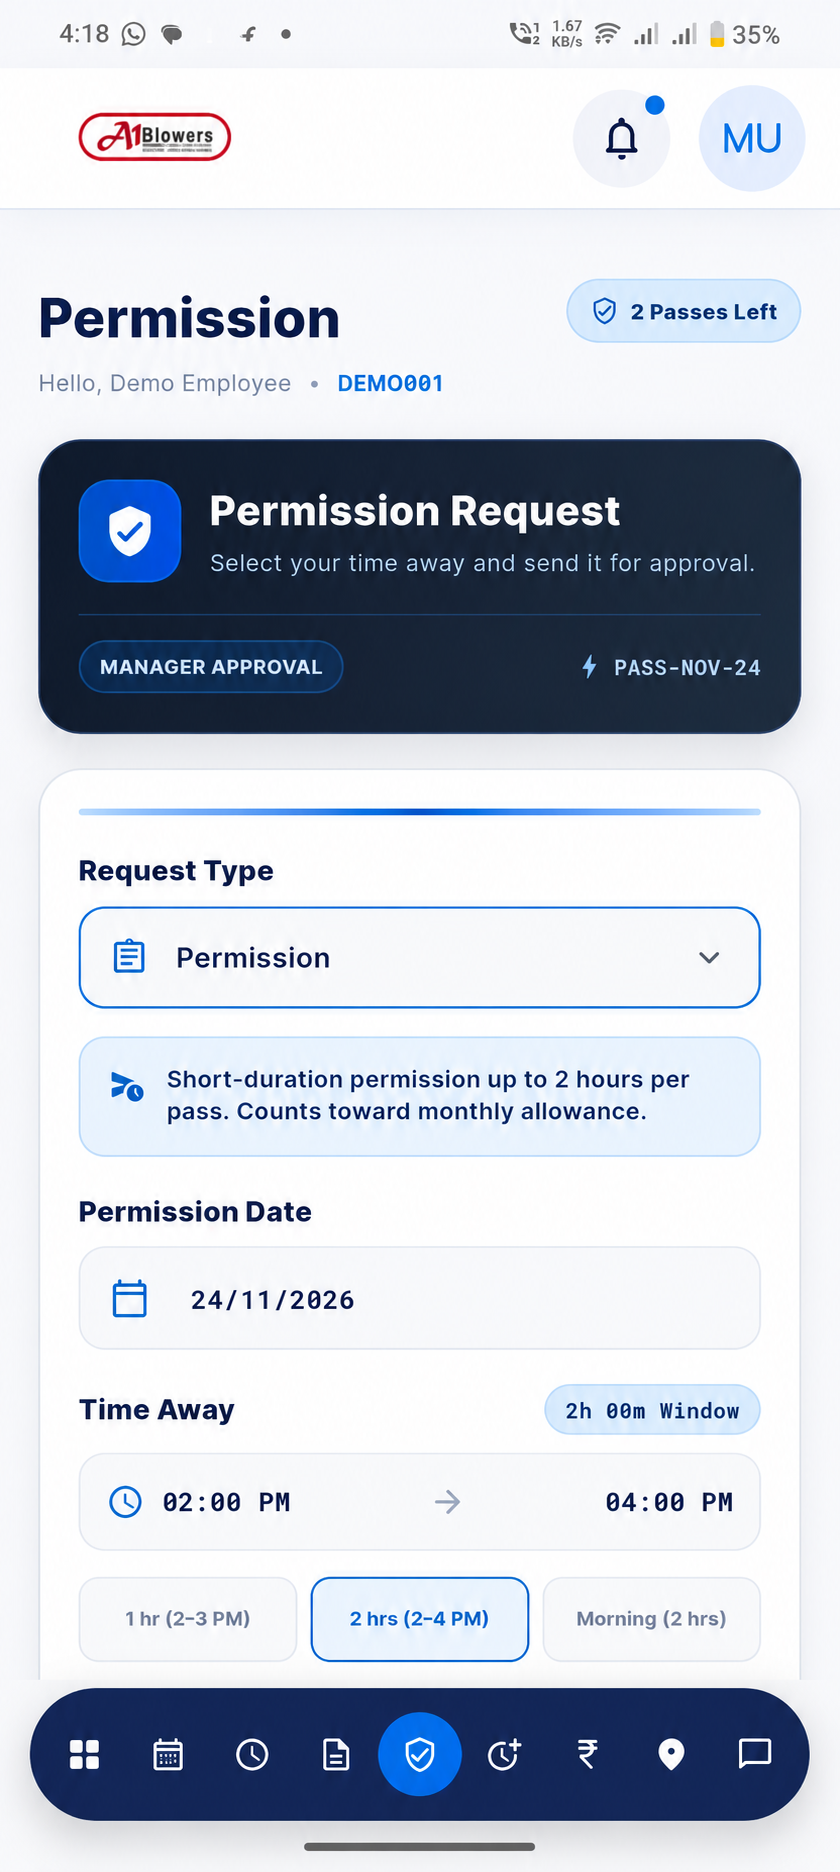 4:18
1
2
1.67
KB/s
35%
A1Blowers
MU
Permission
2 Passes Left
Hello, Demo Employee • DEMO001
Permission Request
Select your time away and send it for approval.
MANAGER APPROVAL
PASS-NOV-24
Request Type
Permission
Short-duration permission up to 2 hours per
pass. Counts toward monthly allowance.
Permission Date
24/11/2026
Time Away
2h 00m Window
02:00 PM → 04:00 PM
1 hr (2–3 PM)
2 hrs (2–4 PM)
Morning (2 hrs)
₹